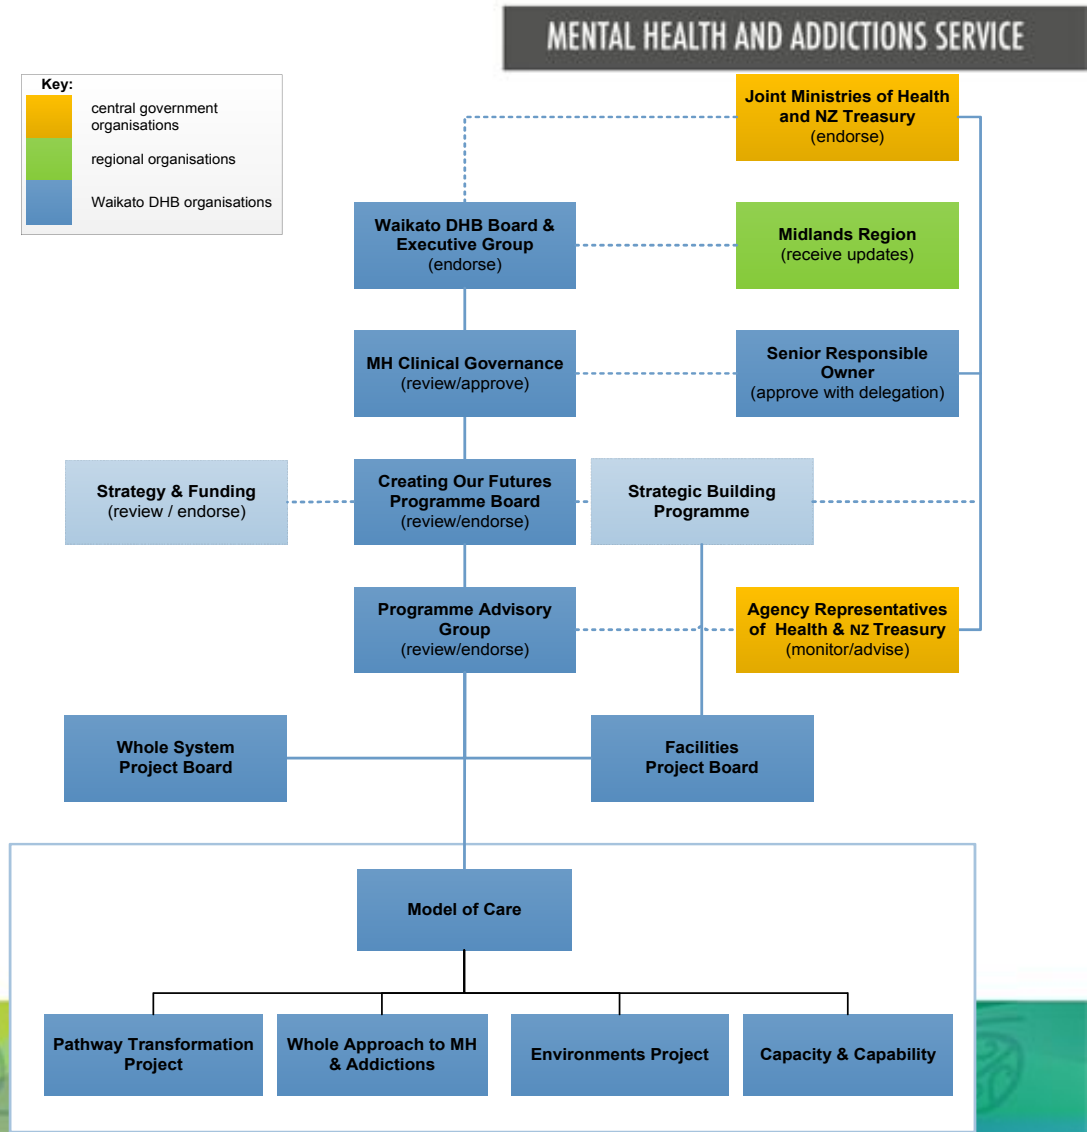 MENTAL HEALTH AND ADDICTIONS SERVICE
Key:
central government
organisations
regional organisations
Waikato DHB organisations
Joint Ministries of Health
and NZ Treasury
(endorse)
Waikato DHB Board &
Executive Group
(endorse)
Midlands Region
(receive updates)
MH Clinical Governance
(review/approve)
Senior Responsible
Owner
(approve with delegation)
Strategy & Funding
(review / endorse)
Creating Our Futures
Programme Board
(review/endorse)
Strategic Building
Programme
Programme Advisory
Group
(review/endorse)
Agency Representatives
of Health & NZ Treasury
(monitor/advise)
Whole System
Project Board
Facilities
Project Board
Model of Care
Pathway Transformation
Project
Whole Approach to MH
& Addictions
Environments Project
Capacity & Capability